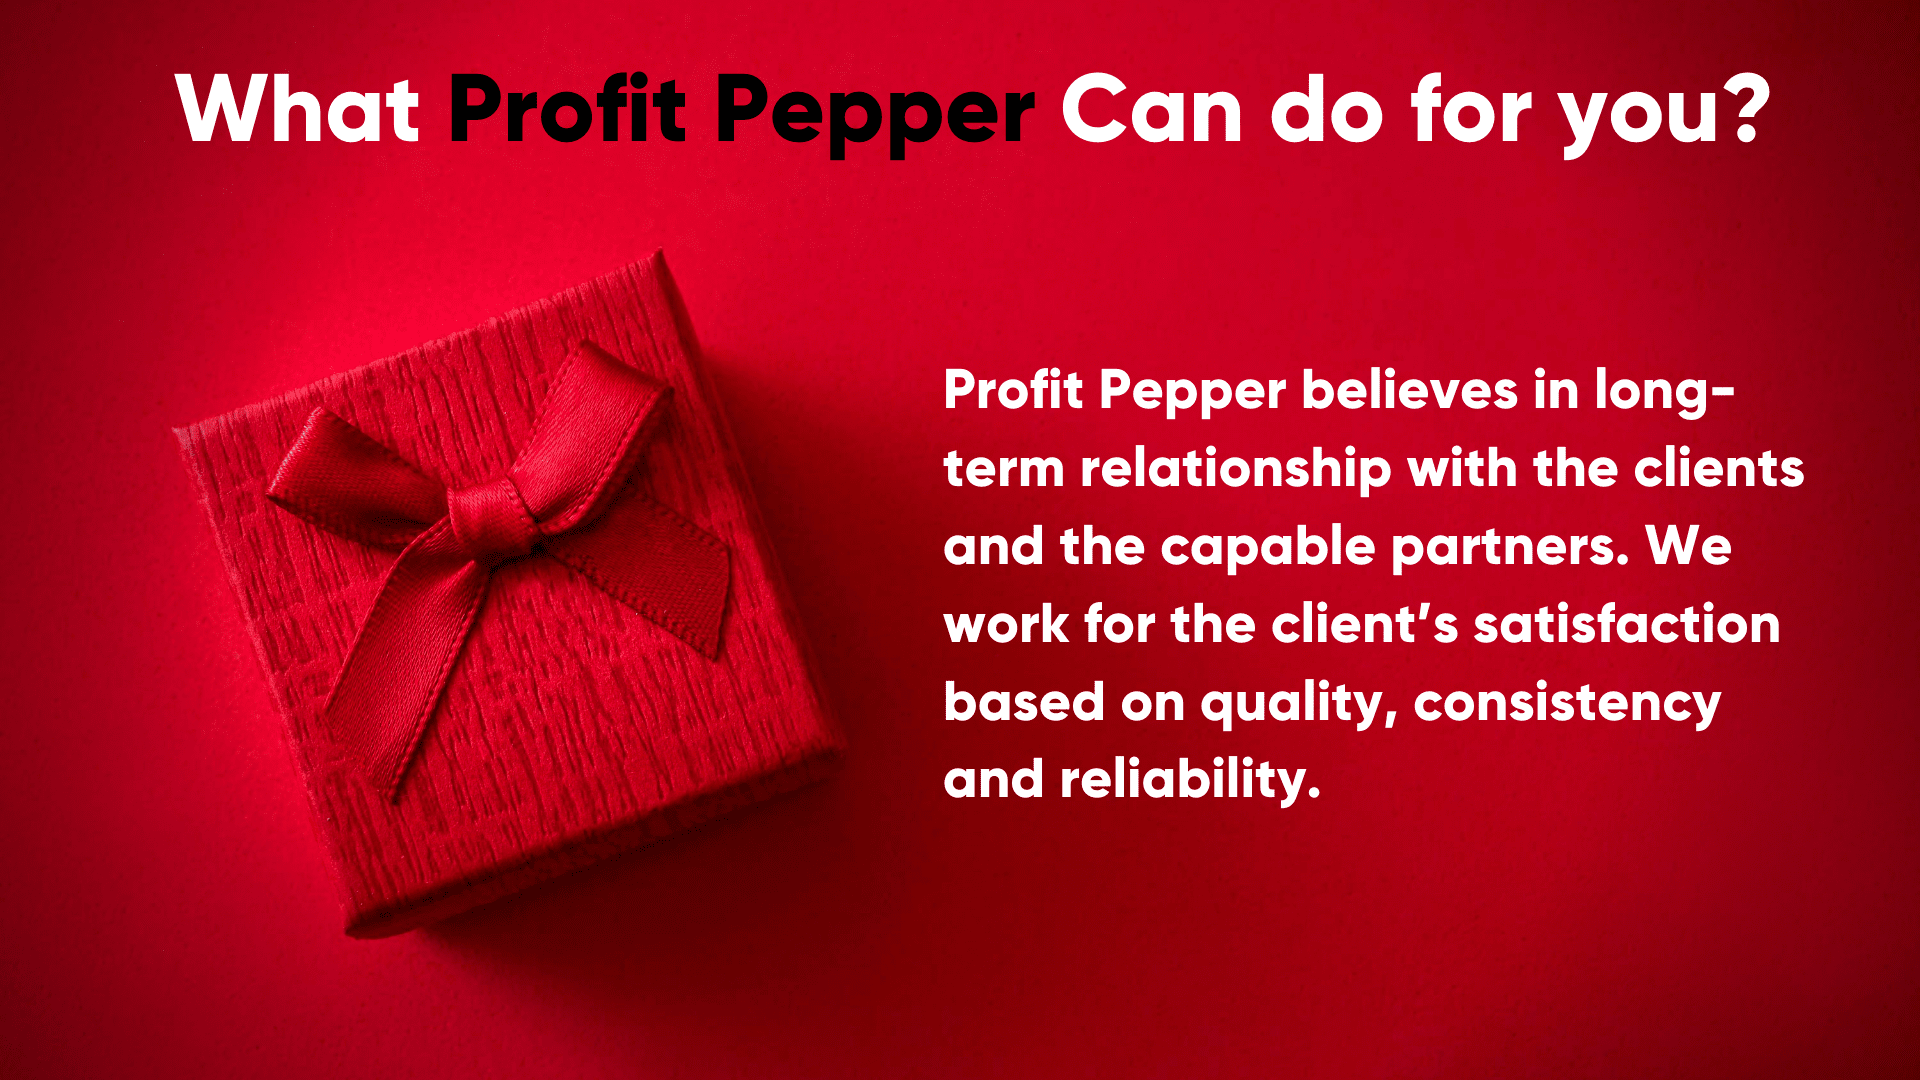 What Profit Pepper Can do for you?
Profit Pepper believes in long-
term relationship with the clients
and the capable partners. We
work for the client’s satisfaction
based on quality, consistency
and reliability.